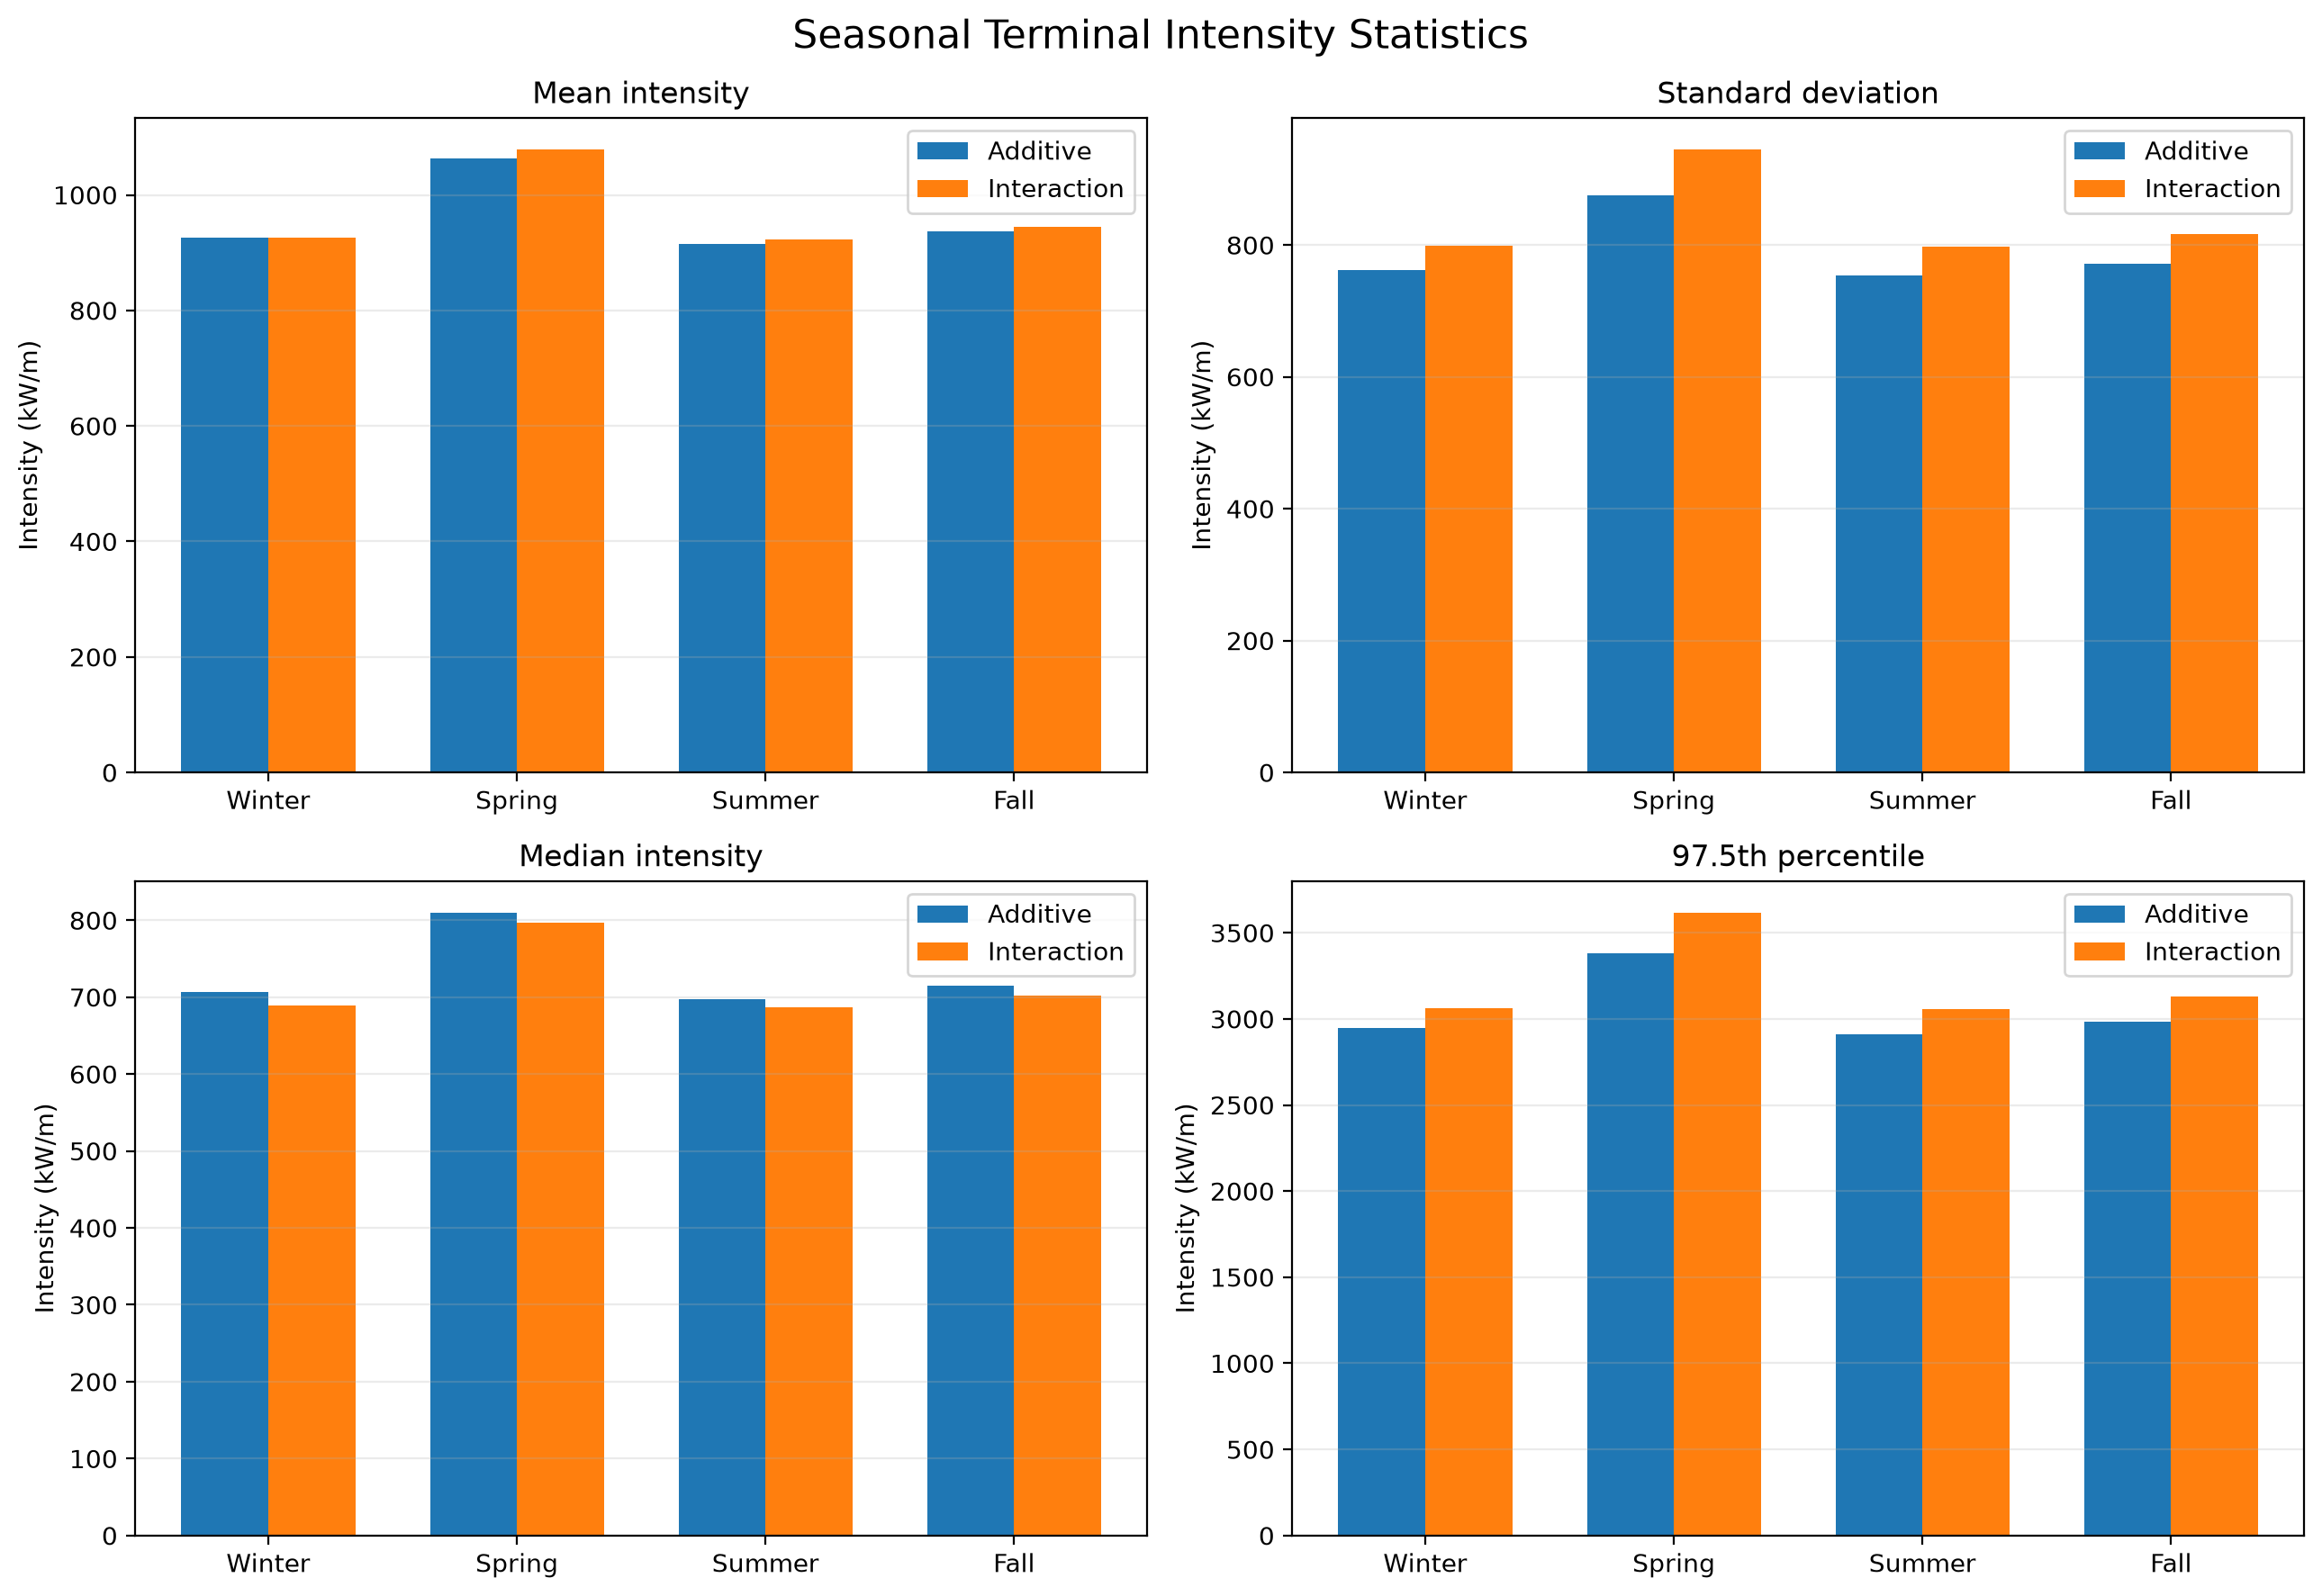 Seasonal Terminal Intensity Statistics
Mean intensity
Intensity (kW/m)
1000
800
600
400
200
0
Winter Spring Summer Fall
Additive
Interaction
Standard deviation
Intensity (kW/m)
800
600
400
200
0
Winter Spring Summer Fall
Additive
Interaction
Median intensity
Intensity (kW/m)
800
700
600
500
400
300
200
100
0
Winter Spring Summer Fall
Additive
Interaction
97.5th percentile
Intensity (kW/m)
3500
3000
2500
2000
1500
1000
500
0
Winter Spring Summer Fall
Additive
Interaction